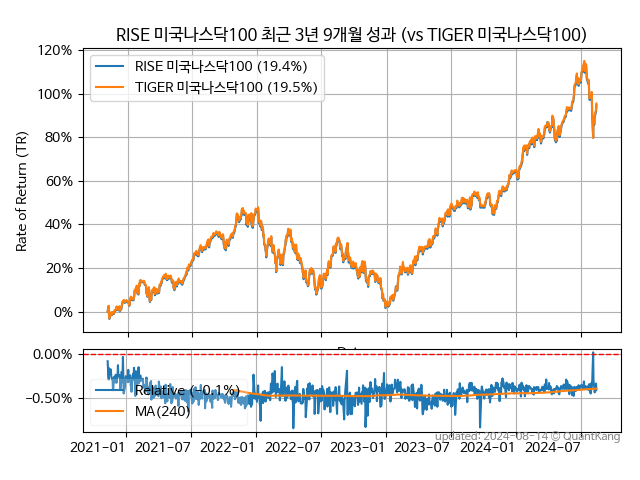 RISE 미국나스닥100 최근 3년 9개월 성과 (vs TIGER 미국나스닥100)
120%
100%
80%
60%
40%
20%
0%
Rate of Return (TR)
RISE 미국나스닥100 (19.4%)
TIGER 미국나스닥100 (19.5%)
0.00%
−0.50%
Relative (−0.1%)
MA(240)
updated: 2024-08-14 © QuantKang
2021−01 2021−07 2022−01 2022−07 2023−01 2023−07 2024−01 2024−07